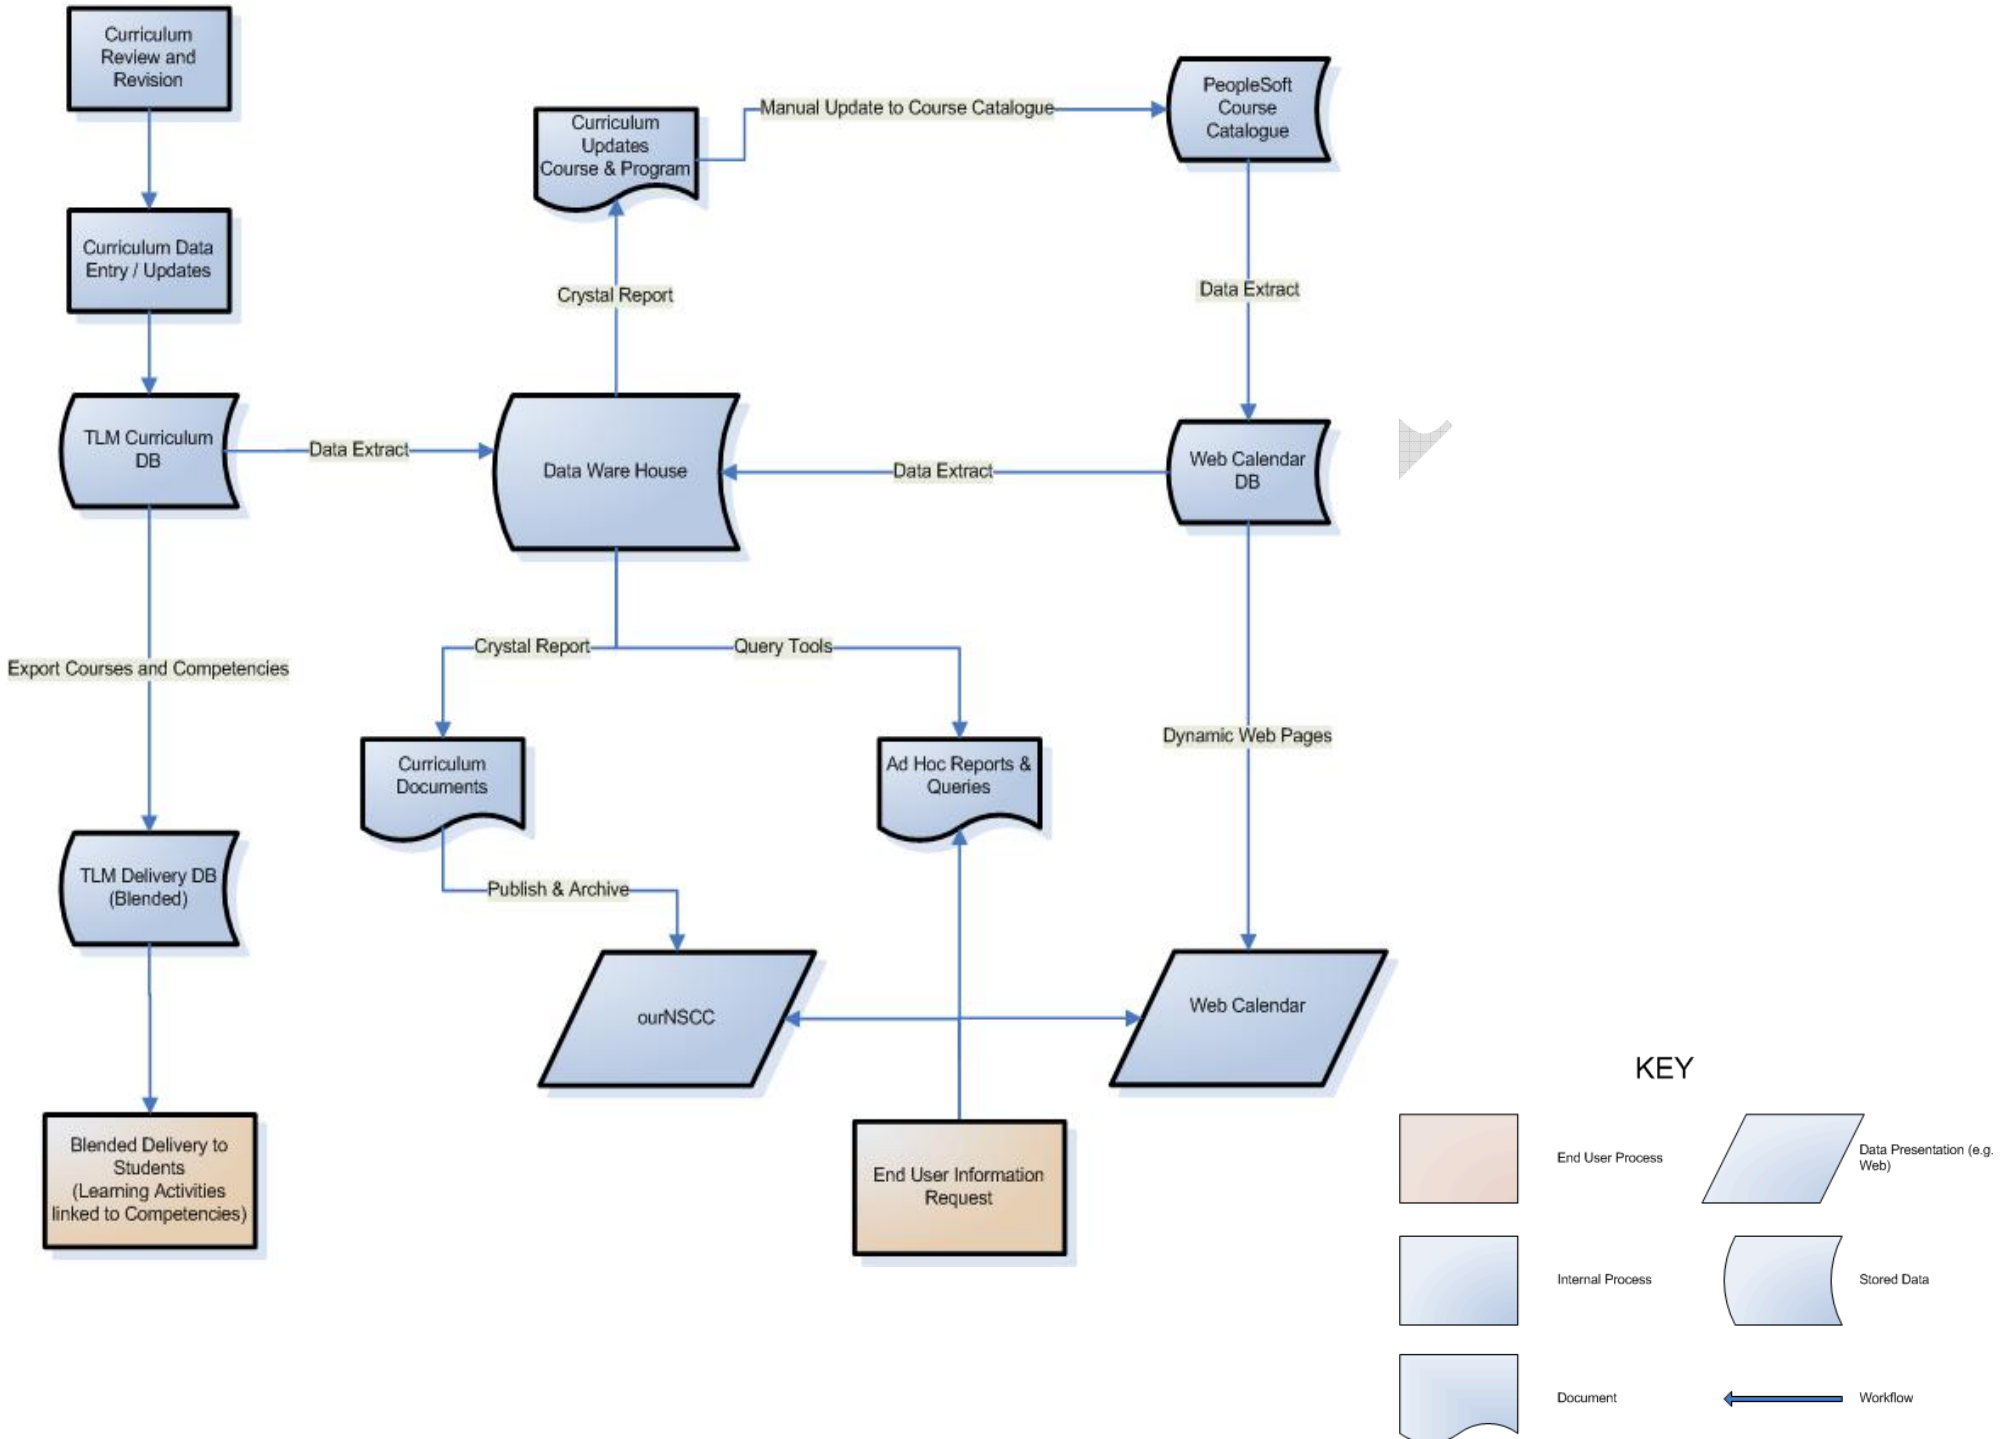 Curriculum
Review and
Revision
Curriculum
Updates
Course & Program
Manual Update to Course Catalogue
PeopleSoft
Course
Catalogue
Curriculum Data
Entry / Updates
Crystal Report
Data Extract
TLM Curriculum
DB
Data Extract
Data Ware House
Data Extract
Web Calendar
DB
Export Courses and Competencies
Crystal Report
Query Tools
Dynamic Web Pages
Curriculum
Documents
Ad Hoc Reports &
Queries
TLM Delivery DB
(Blended)
Publish & Archive
ourNSCC
Web Calendar
Blended Delivery to
Students
(Learning Activities
linked to Competencies)
End User Information
Request
KEY
End User Process
Data Presentation (e.g.
Web)
Internal Process
Stored Data
Document
Workflow